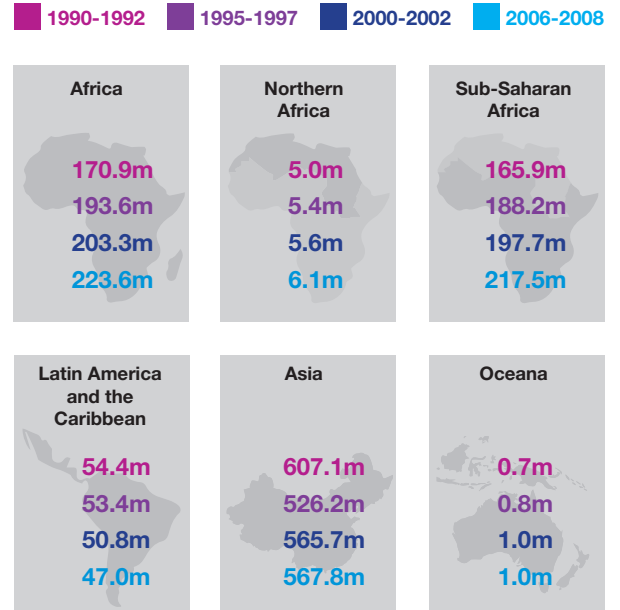 1990-1992 1995-1997 2000-2002 2006-2008
Africa
170.9m
193.6m
203.3m
223.6m
Northern
Africa
5.0m
5.4m
5.6m
6.1m
Sub-Saharan
Africa
165.9m
188.2m
197.7m
217.5m
Latin America
and the
Caribbean
54.4m
53.4m
50.8m
47.0m
Asia
607.1m
526.2m
565.7m
567.8m
Oceana
0.7m
0.8m
1.0m
1.0m